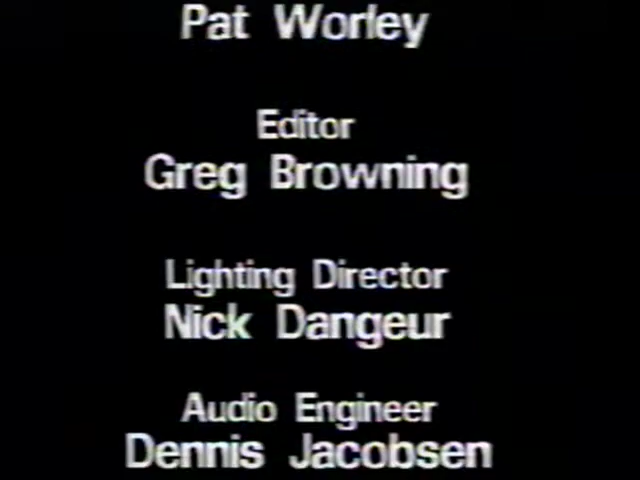 Pat Worley
Editor
Greg Browning
Lighting Director
Nick Dangeur
Audio Engineer
Dennis Jacobsen